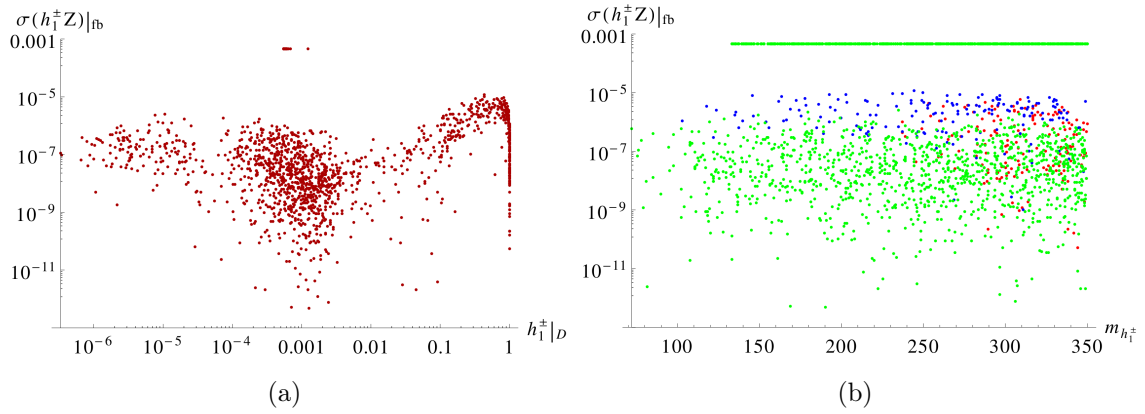 σ(h₁±Z)|fb
0.001
10⁻⁵
10⁻⁷
10⁻⁹
10⁻¹¹
10⁻⁶ 10⁻⁵ 10⁻⁴ 0.001 0.01 0.1 1
h₁±|D
(a)
σ(h₁±Z)|fb
0.001
10⁻⁵
10⁻⁷
10⁻⁹
10⁻¹¹
100 150 200 250 300 350
m_h₁±
(b)